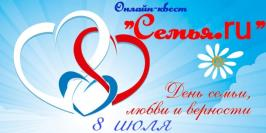 Онлайн-квест
"Семья.ru"
День семьи,
любви и верности
8 июля